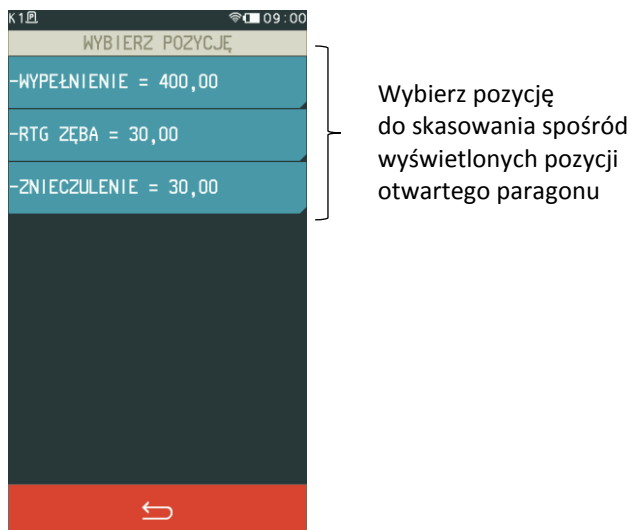 K1 P 09:00
WYBIERZ POZYCJĘ
-WYPEŁNIENIE = 400,00
-RTG ZĘBA = 30,00
-ZNIECZULENIE = 30,00
Wybierz pozycję
do skasowania spośród
wyświetlonych pozycji
otwartego paragonu